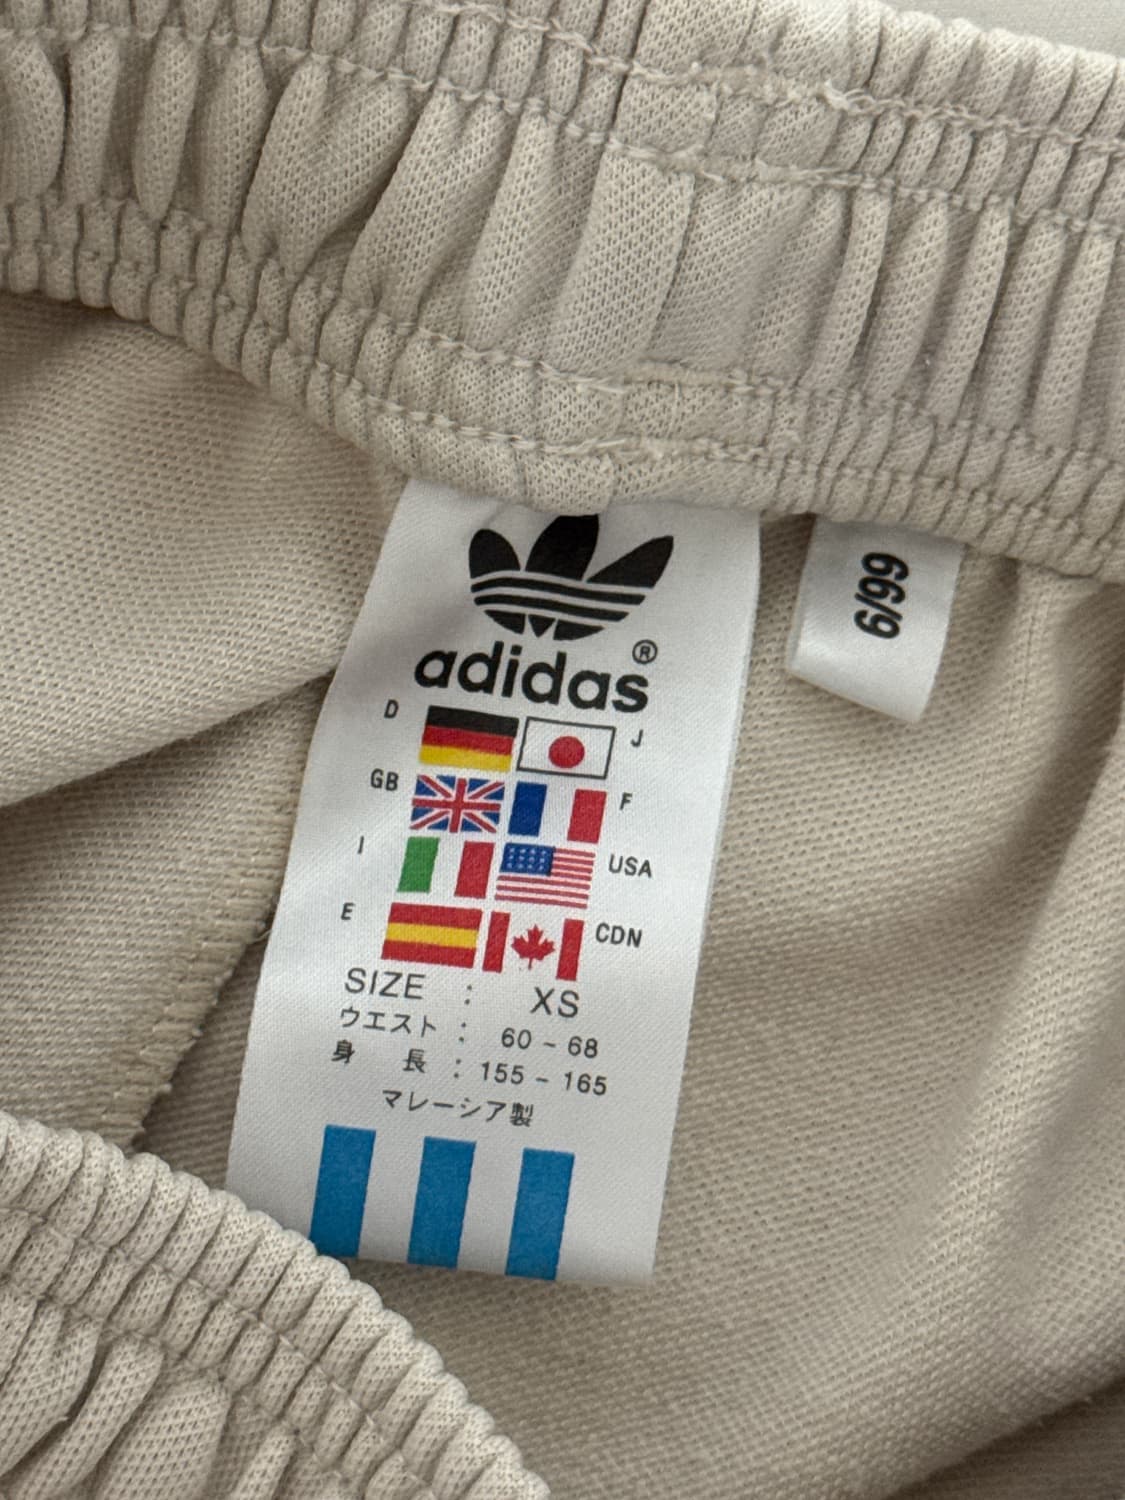 adidas®
D J
GB F
I USA
E CDN
SIZE : XS
ウエスト : 60 - 68
身 長 : 155 - 165
マレーシア製
6/99